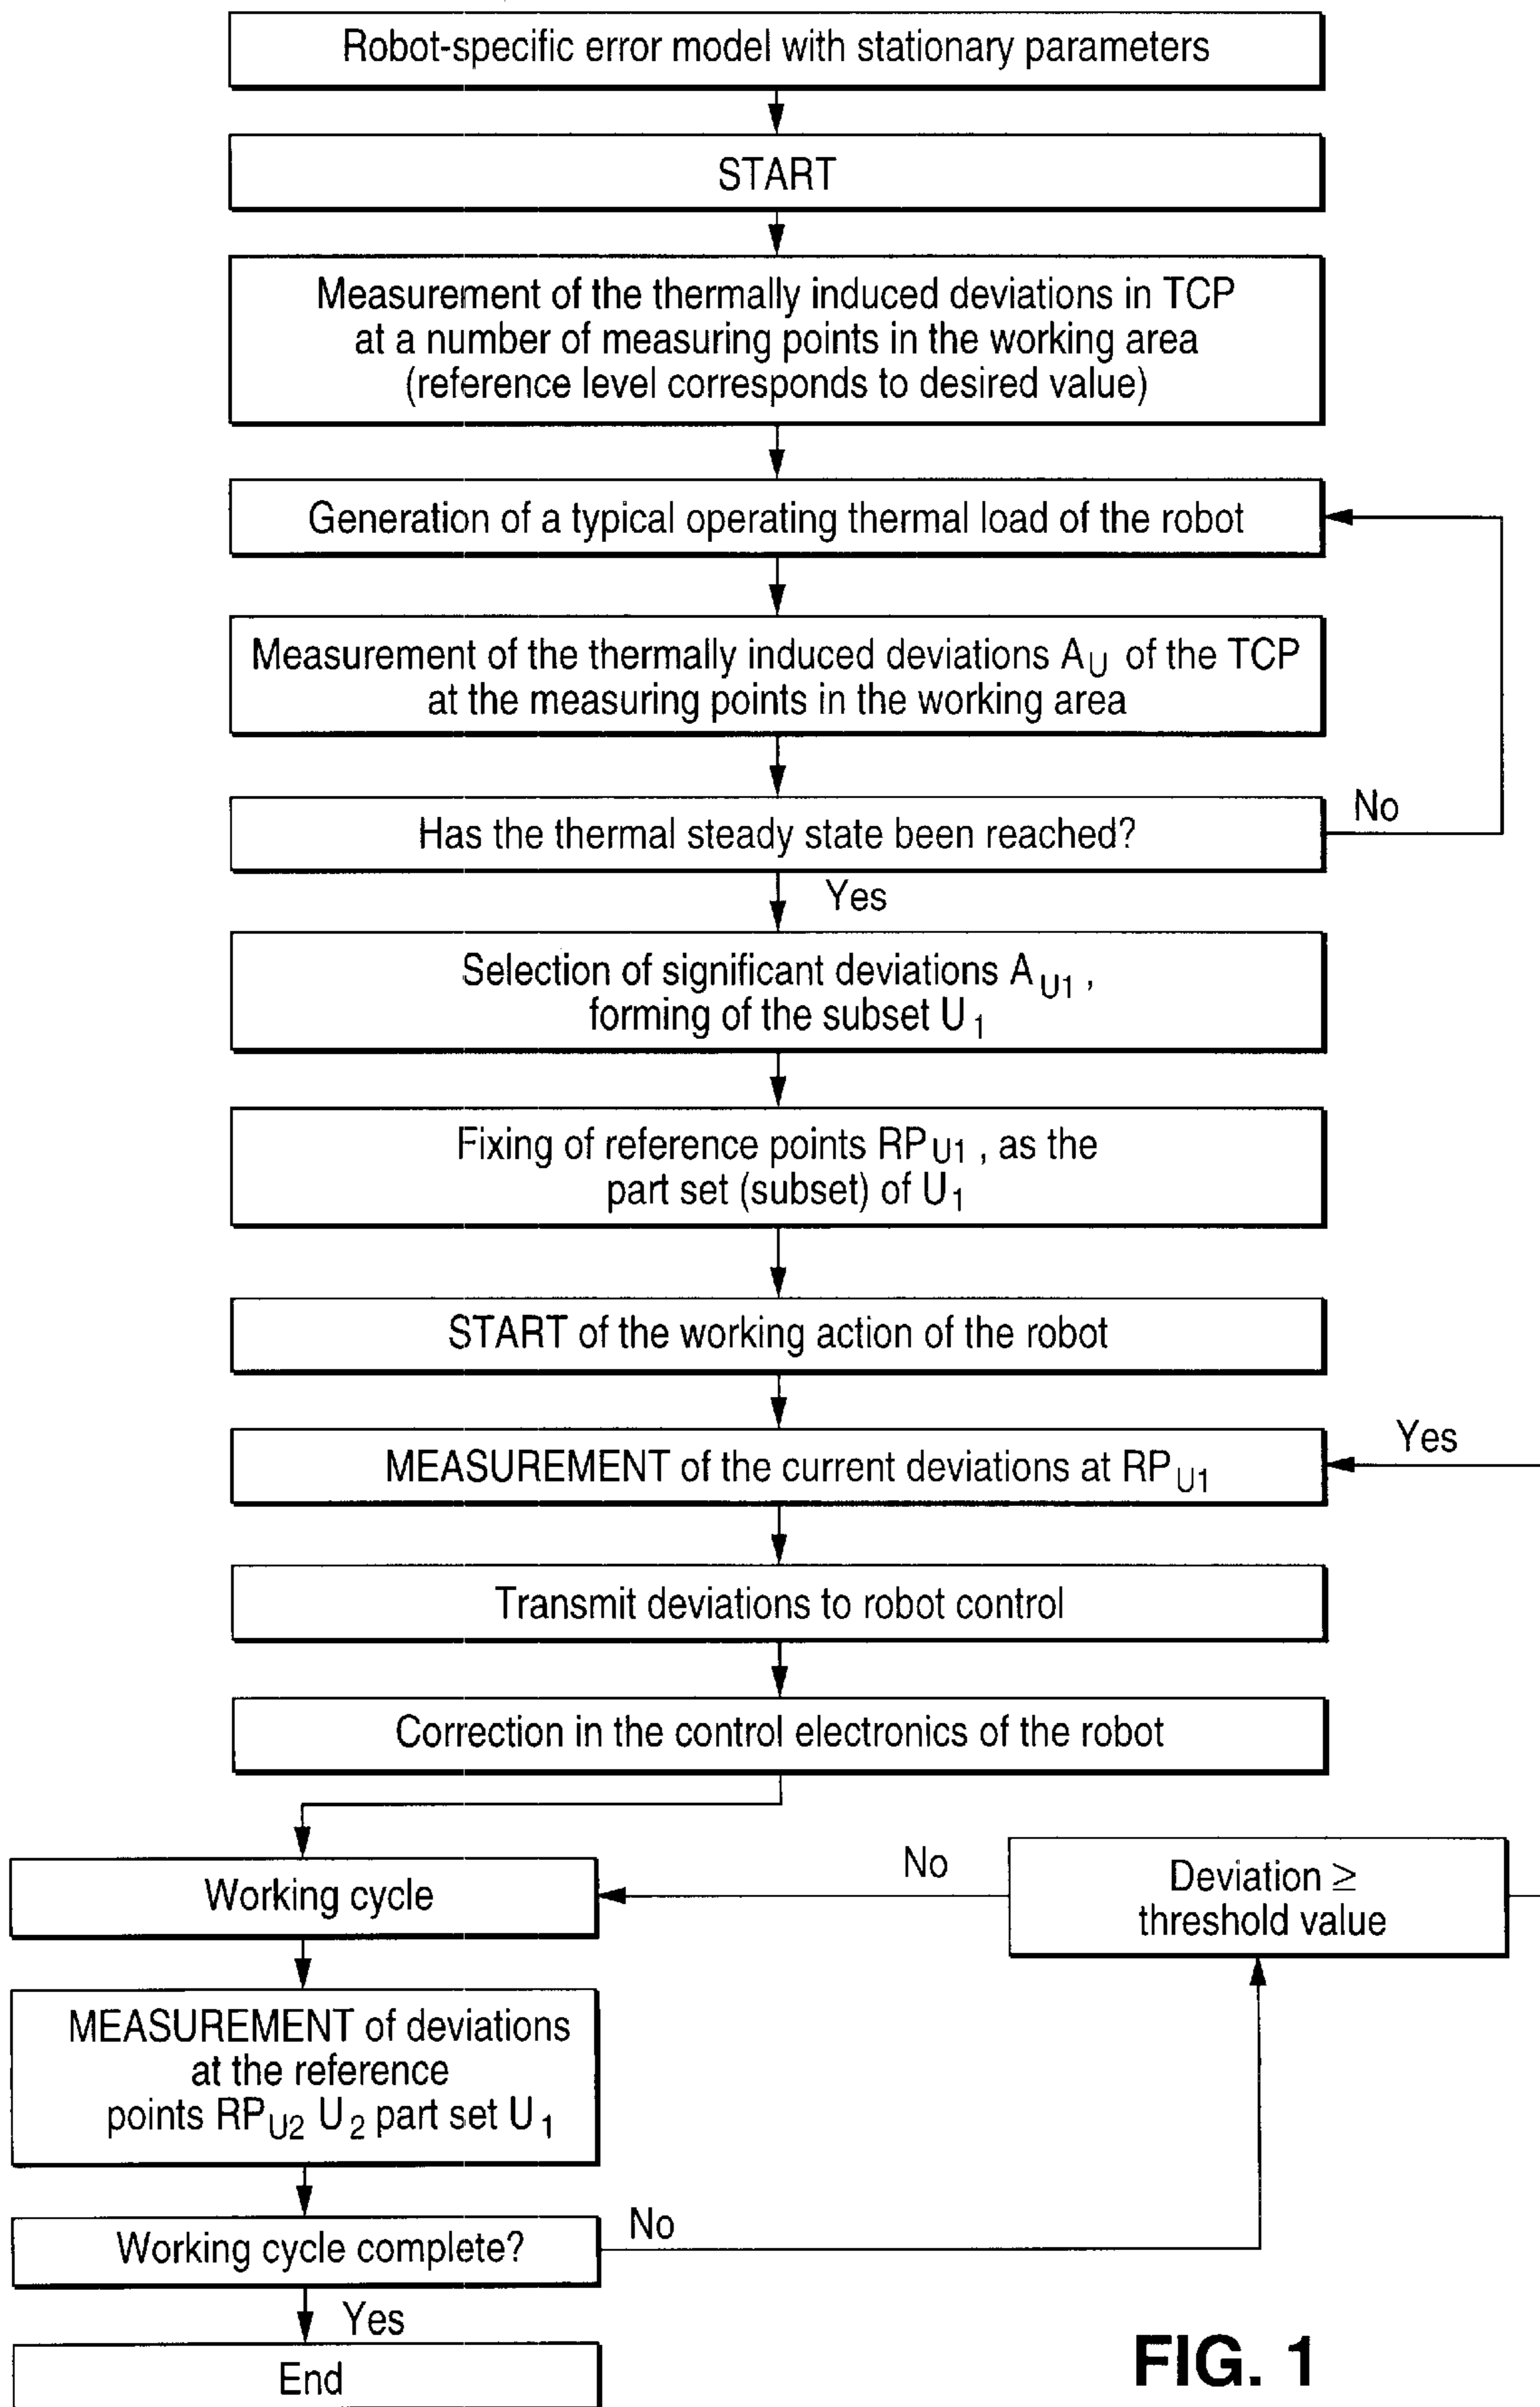 Robot-specific error model with stationary parameters
START
Measurement of the thermally induced deviations in TCP
at a number of measuring points in the working area
(reference level corresponds to desired value)
Generation of a typical operating thermal load of the robot
Measurement of the thermally induced deviations A_U of the TCP
at the measuring points in the working area
Has the thermal steady state been reached?
No
Yes
Selection of significant deviations A_U1 ,
forming of the subset U_1
Fixing of reference points RP_U1 , as the
part set (subset) of U_1
START of the working action of the robot
MEASUREMENT of the current deviations at RP_U1
Yes
Transmit deviations to robot control
Correction in the control electronics of the robot
Working cycle
No
Deviation ≥
threshold value
MEASUREMENT of deviations
at the reference
points RP_U2 U_2 part set U_1
Working cycle complete?
No
Yes
End
FIG. 1